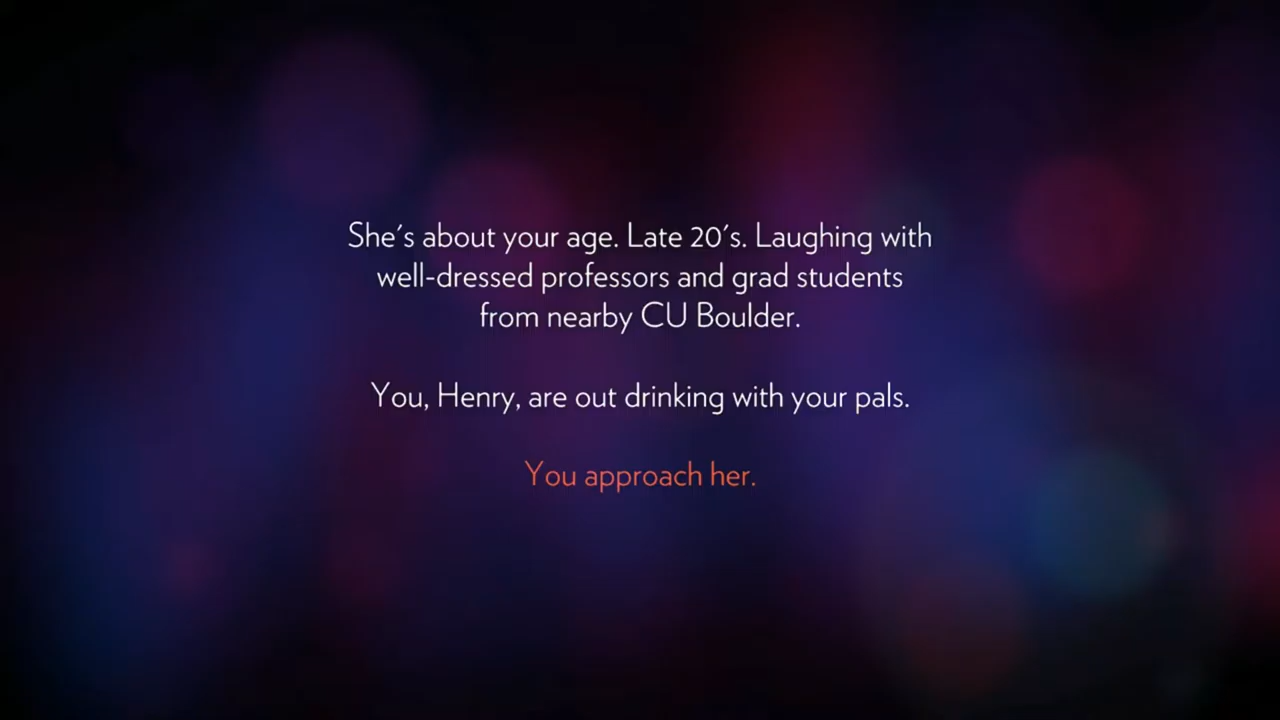 She's about your age. Late 20's. Laughing with
well-dressed professors and grad students
from nearby CU Boulder.
You, Henry, are out drinking with your pals.
You approach her.